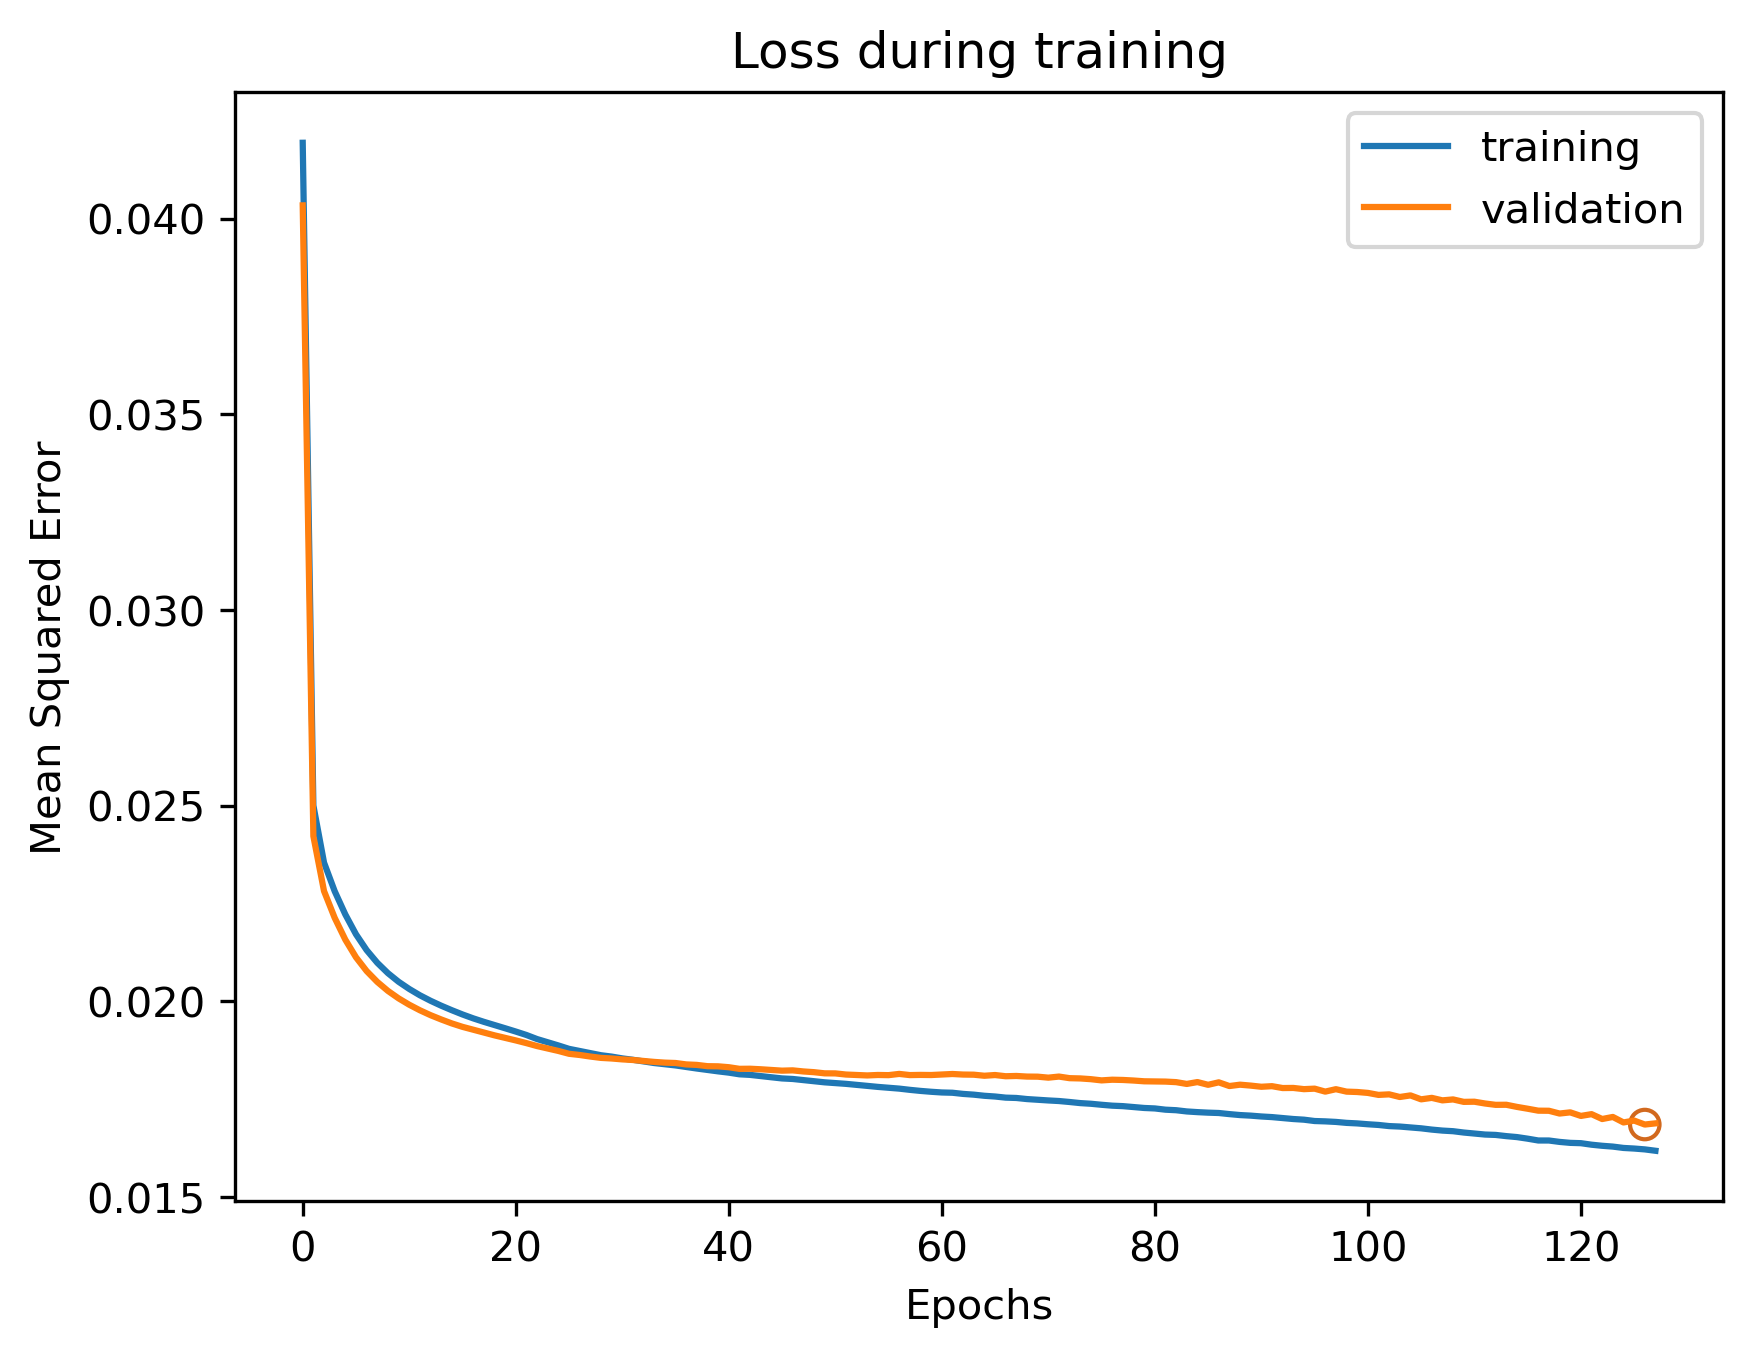 Loss during training
training
validation
0.040
0.035
0.030
0.025
0.020
0.015
Mean Squared Error
0 20 40 60 80 100 120
Epochs